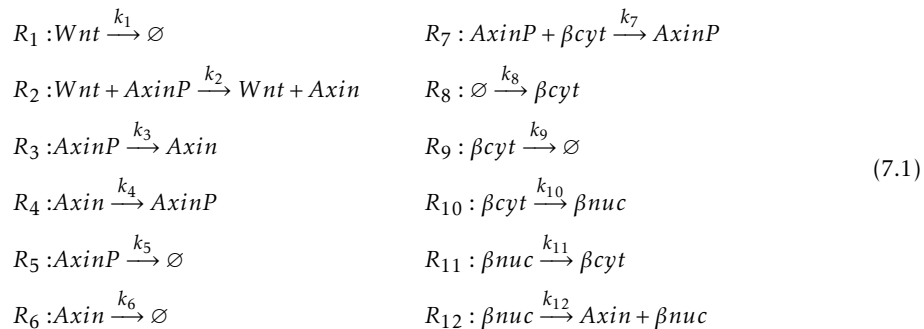 R₁ :Wnt —k₁→ ∅
R₂ :Wnt + AxinP —k₂→ Wnt + Axin
R₃ :AxinP —k₃→ Axin
R₄ :Axin —k₄→ AxinP
R₅ :AxinP —k₅→ ∅
R₆ :Axin —k₆→ ∅
R₇ : AxinP + βcyt —k₇→ AxinP
R₈ : ∅ —k₈→ βcyt
R₉ : βcyt —k₉→ ∅
R₁₀ : βcyt —k₁₀→ βnuc
R₁₁ : βnuc —k₁₁→ βcyt
R₁₂ : βnuc —k₁₂→ Axin + βnuc
(7.1)